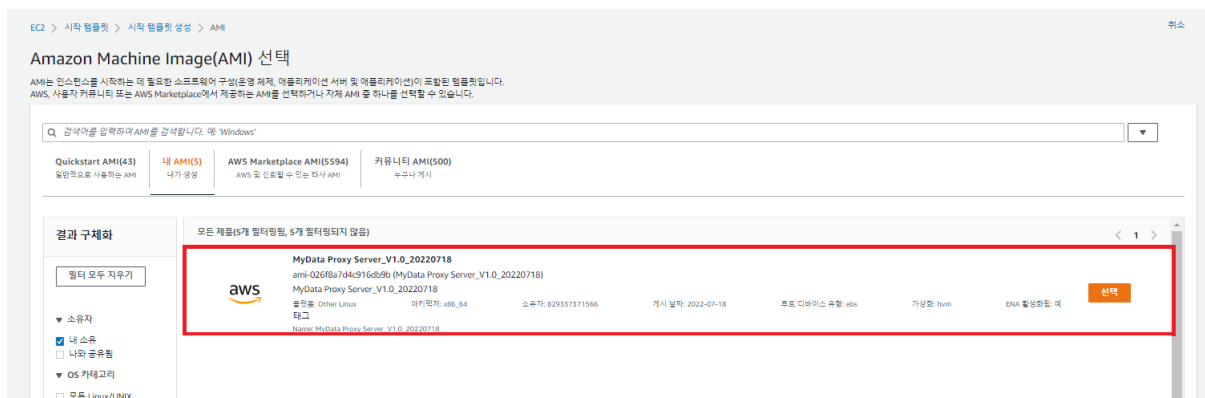 EC2 > 시작 템플릿 > 시작 템플릿 생성 > AMI
취소
Amazon Machine Image(AMI) 선택
AMI는 인스턴스를 시작하는 데 필요한 소프트웨어 구성(운영 체제, 애플리케이션 서버 및 애플리케이션)이 포함된 템플릿입니다.
AWS, 사용자 커뮤니티 또는 AWS Marketplace에서 제공하는 AMI를 선택하거나 자체 AMI 중 하나를 선택할 수 있습니다.
검색어를 입력하여 AMI를 검색합니다. 예: 'Windows'
Quickstart AMI(43)
일반적으로 사용하는 AMI
내 AMI(5)
내가 생성
AWS Marketplace AMI(5594)
AWS 및 신뢰할 수 있는 타사 AMI
커뮤니티 AMI(500)
누구나 게시
결과 구체화
필터 모두 지우기
▼ 소유자
내 소유
나와 공유됨
▼ OS 카테고리
모든 Linux/UNIX
모든 제품(5개 필터링됨, 5개 필터링되지 않음)
< 1 >
aws
MyData Proxy Server_V1.0_20220718
ami-026f8a7d4c916db9b (MyData Proxy Server_V1.0_20220718)
MyData Proxy Server_V1.0_20220718
플랫폼: Other Linux 아키텍처: x86_64 소유자: 829337371566 게시 날짜: 2022-07-18 루트 디바이스 유형: ebs 가상화: hvm ENA 활성화됨: 예
태그
Name: MyData Proxy Server_V1.0_20220718
선택